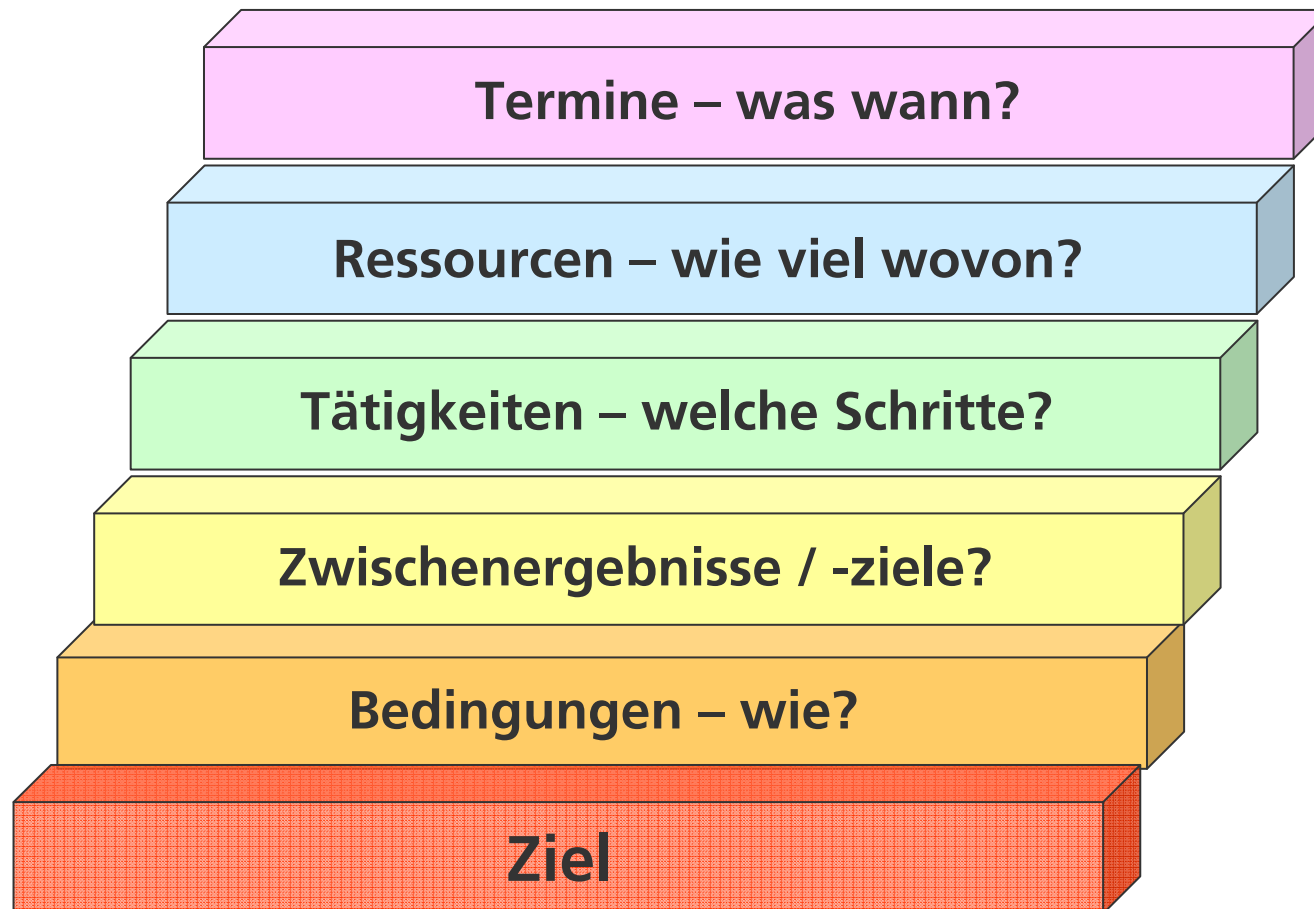 Termine – was wann?
Ressourcen – wie viel wovon?
Tätigkeiten – welche Schritte?
Zwischenergebnisse / -ziele?
Bedingungen – wie?
Ziel